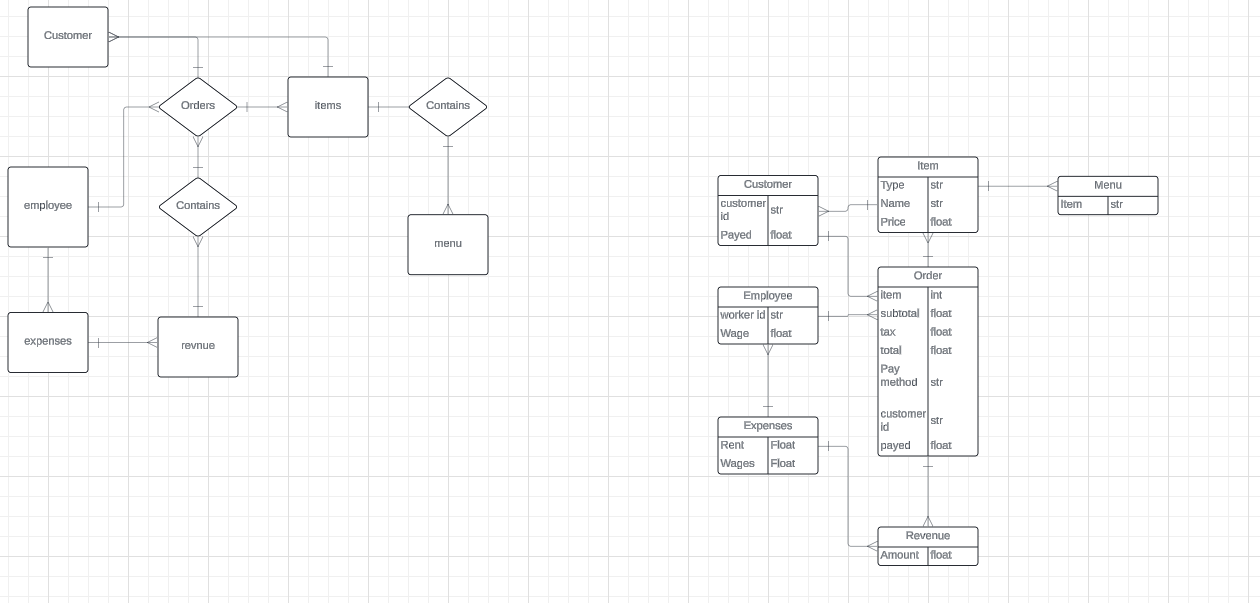 Customer
Orders
items
Contains
employee
Contains
menu
expenses
revnue
Customer
customer id str
Payed float
Item
Type str
Name str
Price float
Menu
Item str
Employee
worker id str
Wage float
Order
item int
subtotal float
tax float
total float
Pay method str
customer id str
payed float
Expenses
Rent Float
Wages Float
Revenue
Amount float